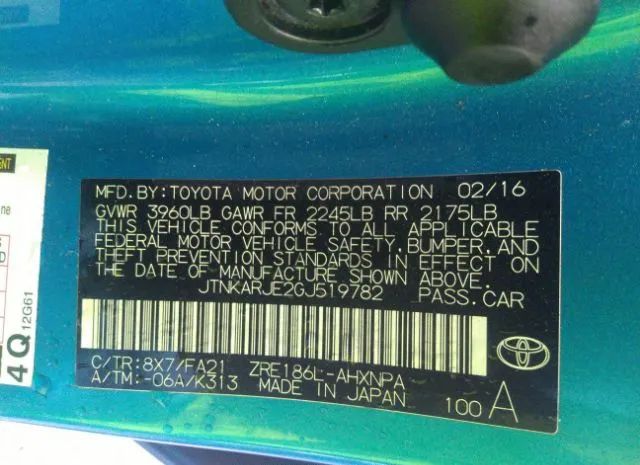 MFD. BY: TOYOTA MOTOR CORPORATION 02/16
GVWR 3960LB GAWR FR 2245LB RR 2175LB
THIS VEHICLE CONFORMS TO ALL APPLICABLE
FEDERAL MOTOR VEHICLE SAFETY, BUMPER, AND
THEFT PREVENTION STANDARDS IN EFFECT ON
THE DATE OF MANUFACTURE SHOWN ABOVE.
JTNKARJE2GJ519782 PASS. CAR
C/TR: 8X7/FA21 ZRE186L-AHXNPA
A/TM: -06A/K313 MADE IN JAPAN
100 A
4Q 12G61